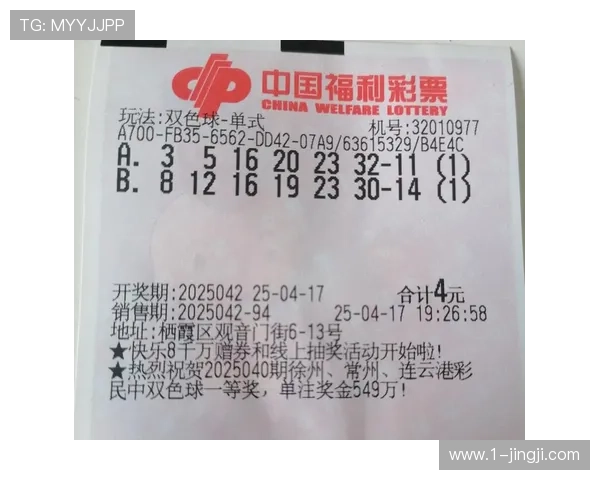 TG: MYYJJPP
中国福利彩票
CHINA WELFARE LOTTERY
玩法:双色球-单式 机号:32010977
A700-FB35-6562-DD42-07A9/63615329/B4E4C
A. 3 5 16 20 23 32-11 (1)
B. 8 12 16 19 23 30-14 (1)
开奖期:2025042 25-04-17 合计4元
销售期:2025042-94 25-04-17 19:26:58
地址:栖霞区观音门街6-13号
★快乐8千万赠券和线上抽奖活动开始啦!
★热烈祝贺2025040期徐州、常州、连云港彩
民中双色球一等奖,单注奖金549万!
www.1-jingji.com